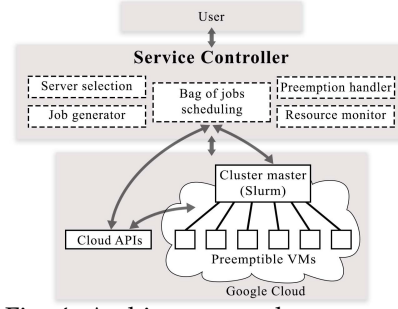 User
Service Controller
Server selection
Bag of jobs
scheduling
Preemption handler
Job generator
Resource monitor
Cluster master
(Slurm)
Cloud APIs
Preemptible VMs
Google Cloud